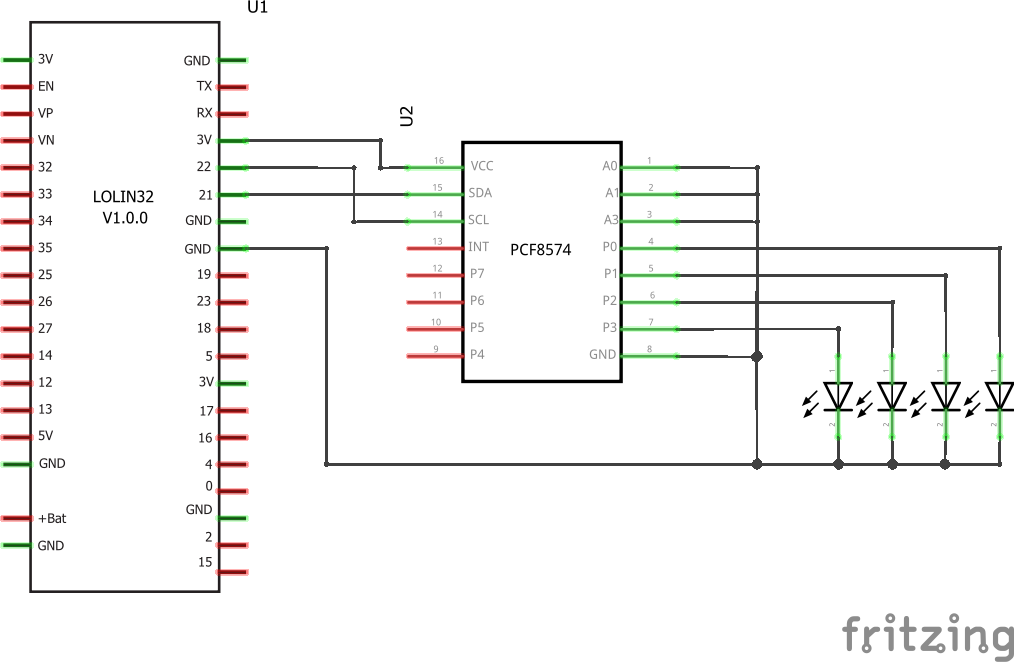 U1
3V
EN
VP
VN
32
33
34
35
25
26
27
14
12
13
5V
GND
+Bat
GND
LOLIN32
V1.0.0
GND
TX
RX
3V
22
21
GND
GND
19
23
18
5
3V
17
16
4
0
GND
2
15
U2
16
15
14
13
12
11
10
9
VCC
SDA
SCL
INT
P7
P6
P5
P4
PCF8574
A0
A1
A3
P0
P1
P2
P3
GND
1
2
3
4
5
6
7
8
1
2
1
2
1
2
1
2
fritzing